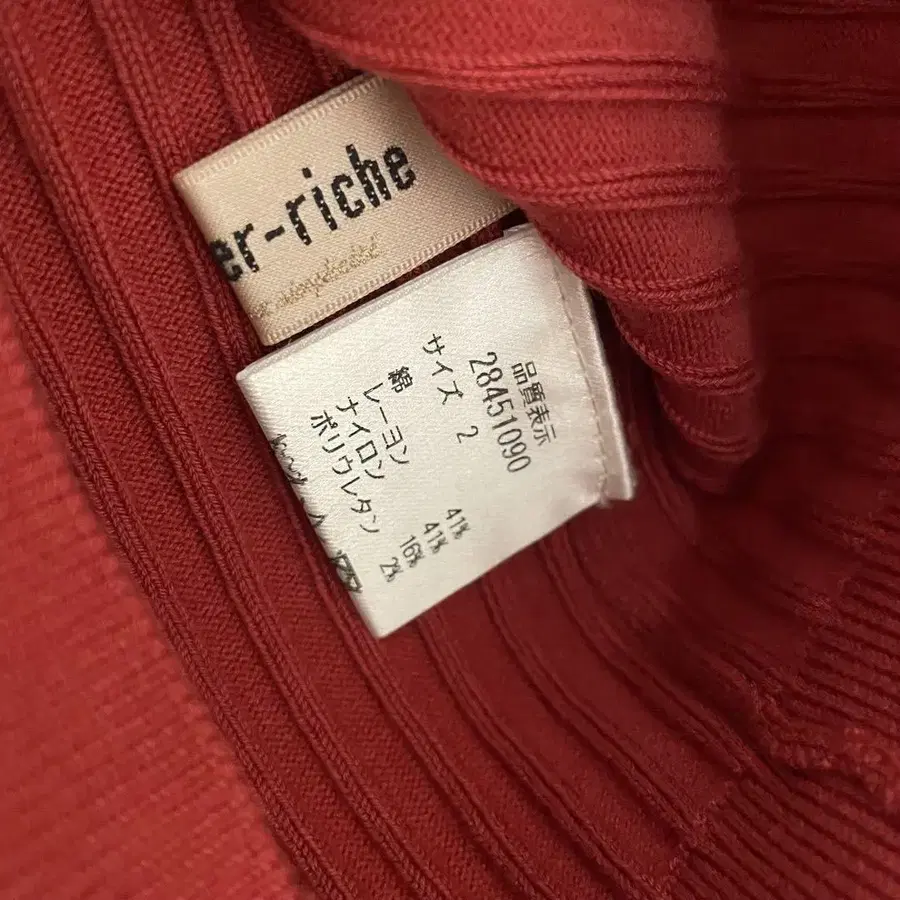 er-riche
品質表示
28451090
サイズ 2
綿 41%
レーヨン 41%
ナイロン 16%
ポリウレタン 2%